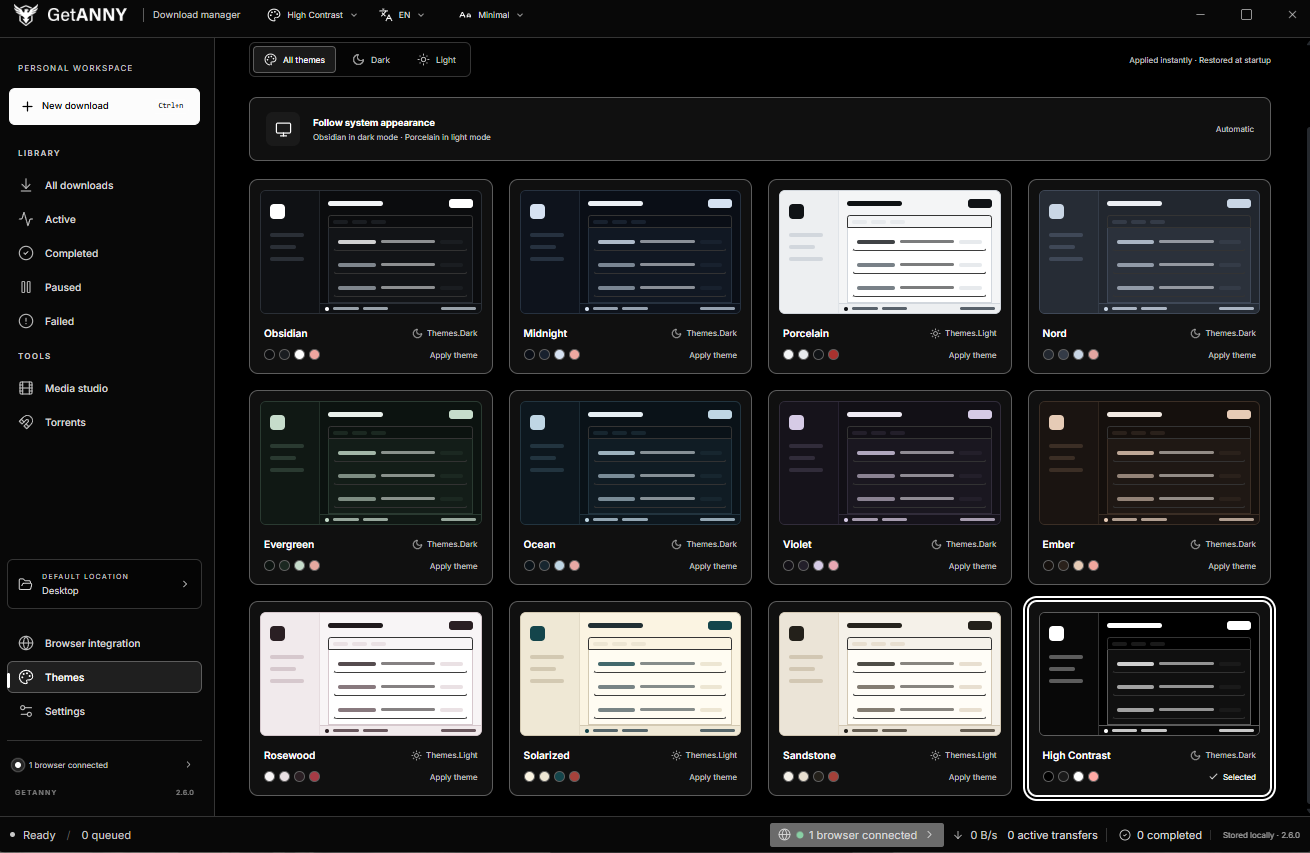 GetANNY
Download manager
High Contrast
EN
Aa Minimal
PERSONAL WORKSPACE
New download Ctrl+n
LIBRARY
All downloads
Active
Completed
Paused
Failed
TOOLS
Media studio
Torrents
DEFAULT LOCATION
Desktop
Browser integration
Themes
Settings
1 browser connected
GETANNY 2.6.0
All themes Dark Light
Applied instantly · Restored at startup
Follow system appearance
Obsidian in dark mode · Porcelain in light mode
Automatic
Obsidian Themes.Dark
Apply theme
Midnight Themes.Dark
Apply theme
Porcelain Themes.Light
Apply theme
Nord Themes.Dark
Apply theme
Evergreen Themes.Dark
Apply theme
Ocean Themes.Dark
Apply theme
Violet Themes.Dark
Apply theme
Ember Themes.Dark
Apply theme
Rosewood Themes.Light
Apply theme
Solarized Themes.Light
Apply theme
Sandstone Themes.Light
Apply theme
High Contrast Themes.Dark
Selected
Ready / 0 queued
1 browser connected
0 B/s 0 active transfers
0 completed
Stored locally · 2.6.0